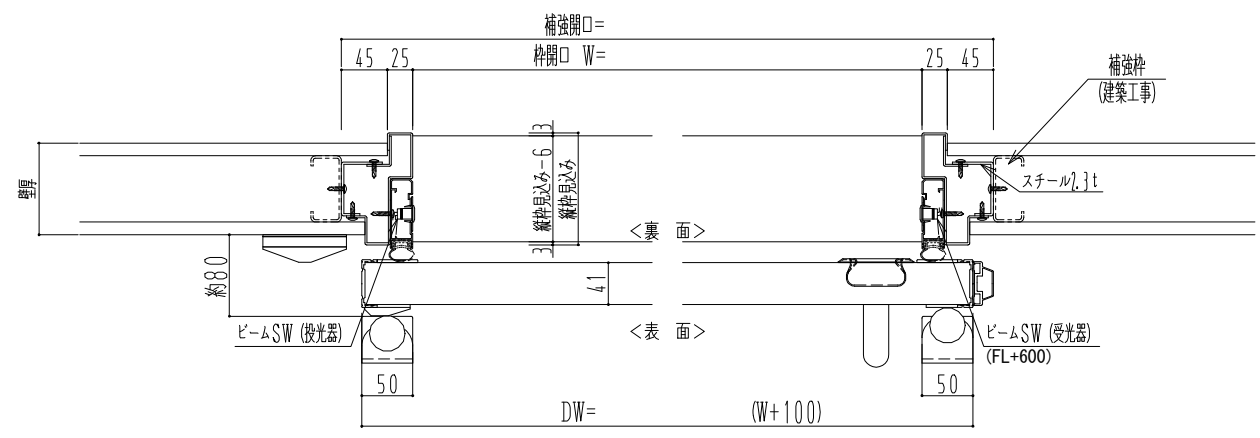 補強開口=
45 25 枠開口 W= 25 45
補強枠
(建築工事)
スチール2.3t
壁厚
3
縦枠見込み-6
縦枠見込み
3
<裏 面>
約80
41
ビームSW (投光器)
<表 面>
ビームSW (受光器)
(FL+600)
50
50
DW= (W+100)